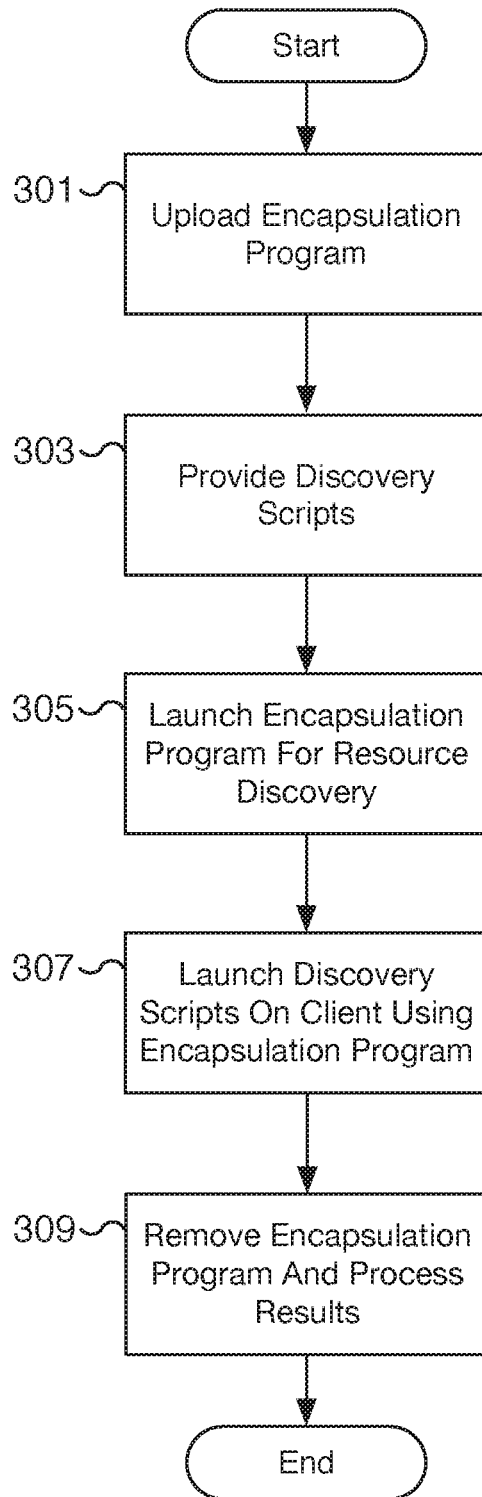 Start
301
Upload Encapsulation
Program
303
Provide Discovery
Scripts
305
Launch Encapsulation
Program For Resource
Discovery
307
Launch Discovery
Scripts On Client Using
Encapsulation Program
309
Remove Encapsulation
Program And Process
Results
End